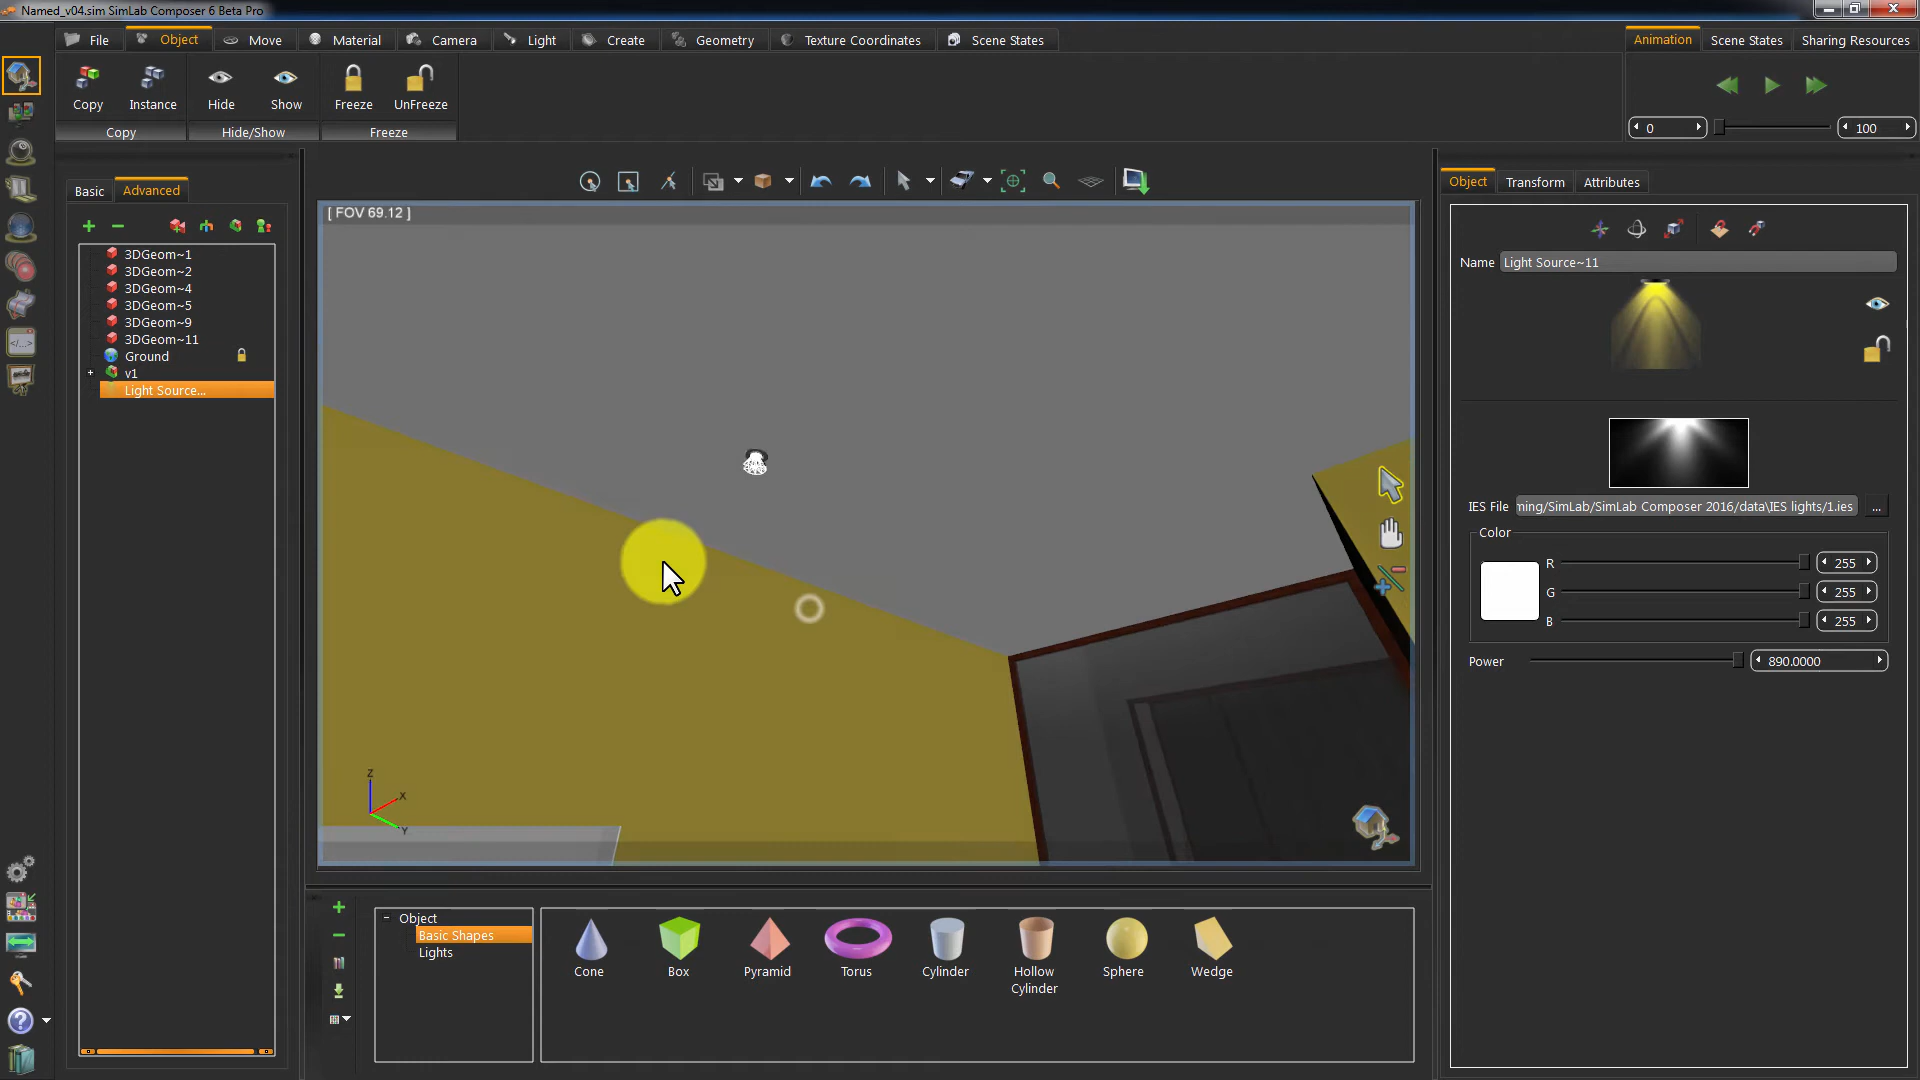 Named_v04.sim SimLab Composer 6 Beta Pro
File
Object
Move
Material
Camera
Light
Create
Geometry
Texture Coordinates
Scene States
Animation
Scene States
Sharing Resources
Copy
Instance
Hide
Show
Freeze
UnFreeze
Copy
Hide/Show
Freeze
0
100
Basic
Advanced
3DGeom~1
3DGeom~2
3DGeom~4
3DGeom~5
3DGeom~9
3DGeom~11
Ground
v1
Light Source...
[ FOV 69.12 ]
Z
X
Y
Object
Transform
Attributes
Name
Light Source~11
IES File
ning/SimLab/SimLab Composer 2016/data\IES lights/1.ies
...
Color
R
255
G
255
B
255
Power
890.0000
Object
Basic Shapes
Lights
Cone
Box
Pyramid
Torus
Cylinder
Hollow
Cylinder
Sphere
Wedge